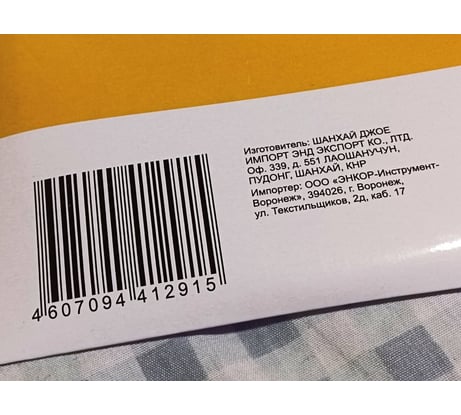 Изготовитель: ШАНХАЙ ДЖОЕ
ИМПОРТ ЭНД ЭКСПОРТ КО., ЛТД.
Оф. 339, д. 551 ЛАОШАНУЧУН,
ПУДОНГ, ШАНХАЙ, КНР
Импортер: ООО «ЭНКОР-Инструмент-
Воронеж», 394026, г. Воронеж,
ул. Текстильщиков, 2д, каб. 17
4 607094 412915